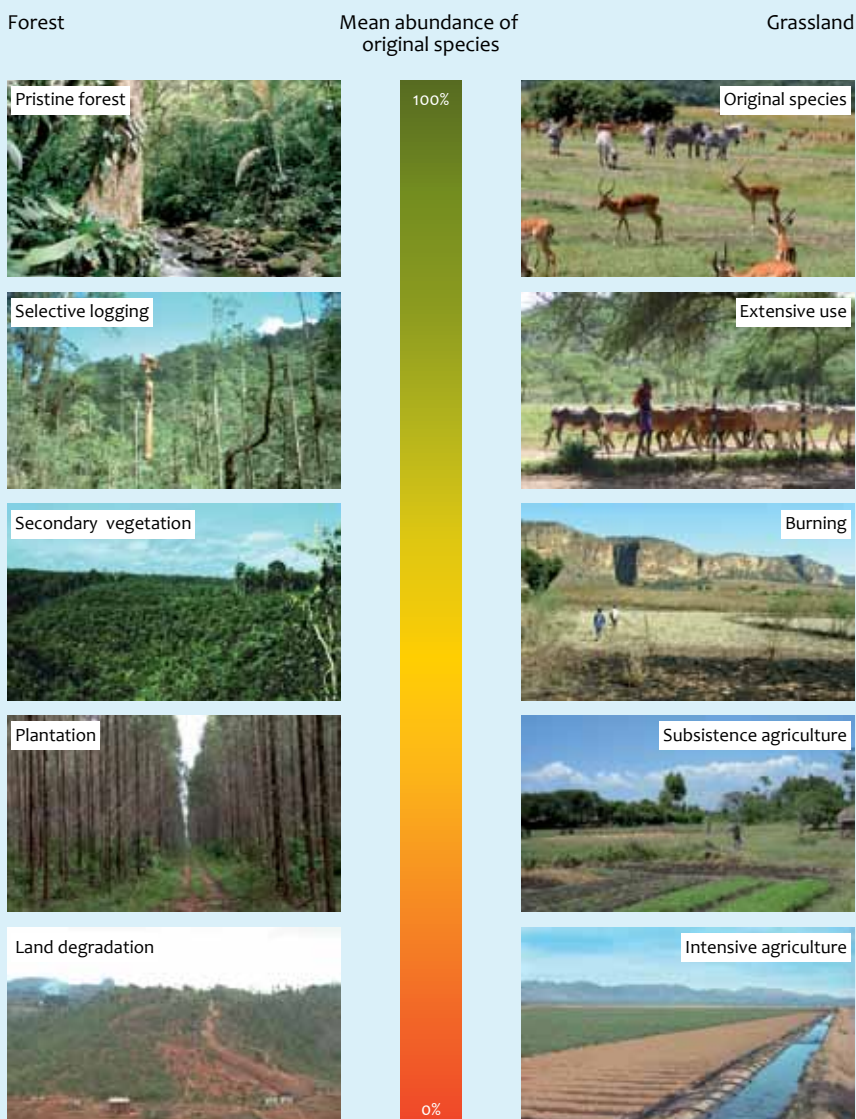 Forest
Mean abundance of
original species
Grassland
Pristine forest
100%
Original species
Selective logging
Extensive use
Secondary vegetation
Burning
Plantation
Subsistence agriculture
Land degradation
Intensive agriculture
0%